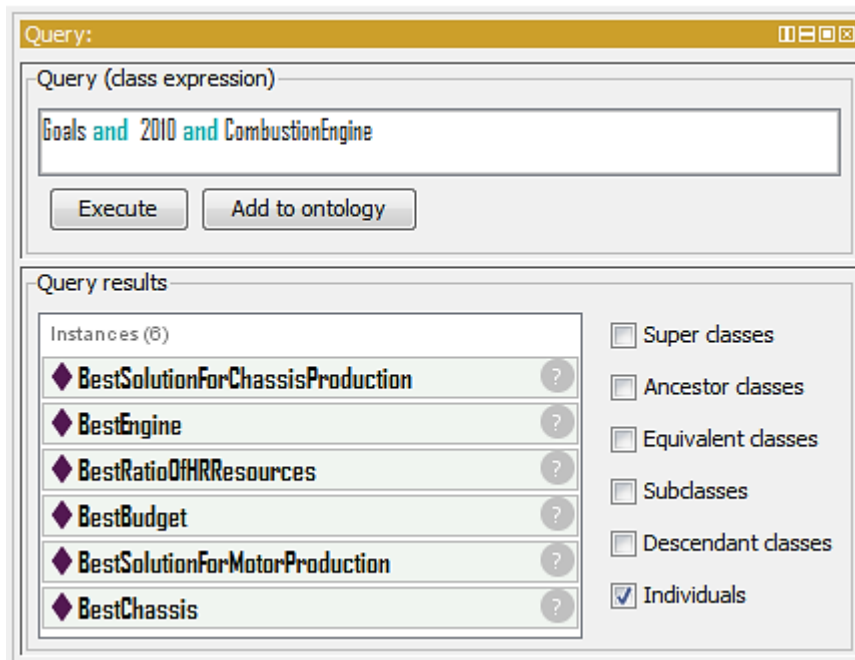 Query:
Query (class expression)
Goals and 2010 and CombustionEngine
Execute
Add to ontology
Query results
Instances (6)
BestSolutionForChassisProduction
?
BestEngine
?
BestRatioOfHRResources
?
BestBudget
?
BestSolutionForMotorProduction
?
BestChassis
?
Super classes
Ancestor classes
Equivalent classes
Subclasses
Descendant classes
Individuals